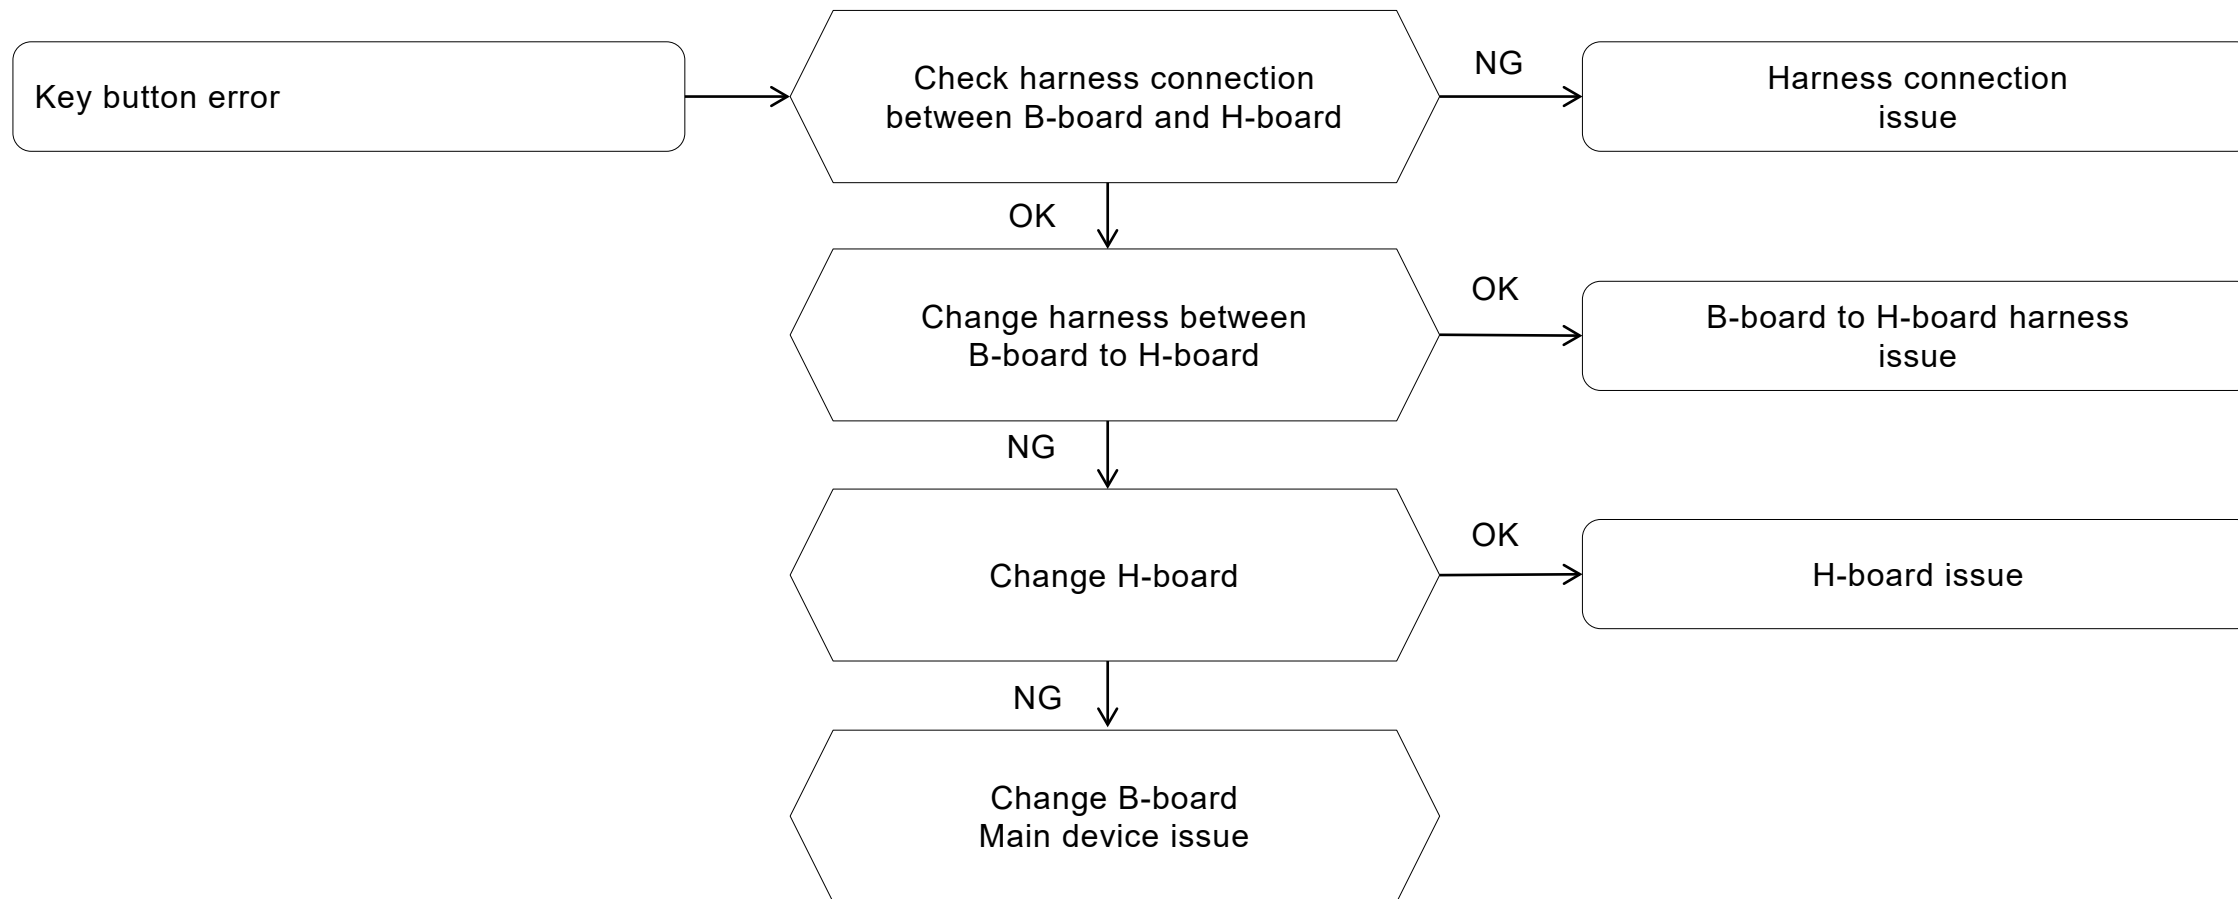 Key button error
Check harness connection
between B-board and H-board
NG
Harness connection
issue
OK
Change harness between
B-board to H-board
OK
B-board to H-board harness
issue
NG
Change H-board
OK
H-board issue
NG
Change B-board
Main device issue